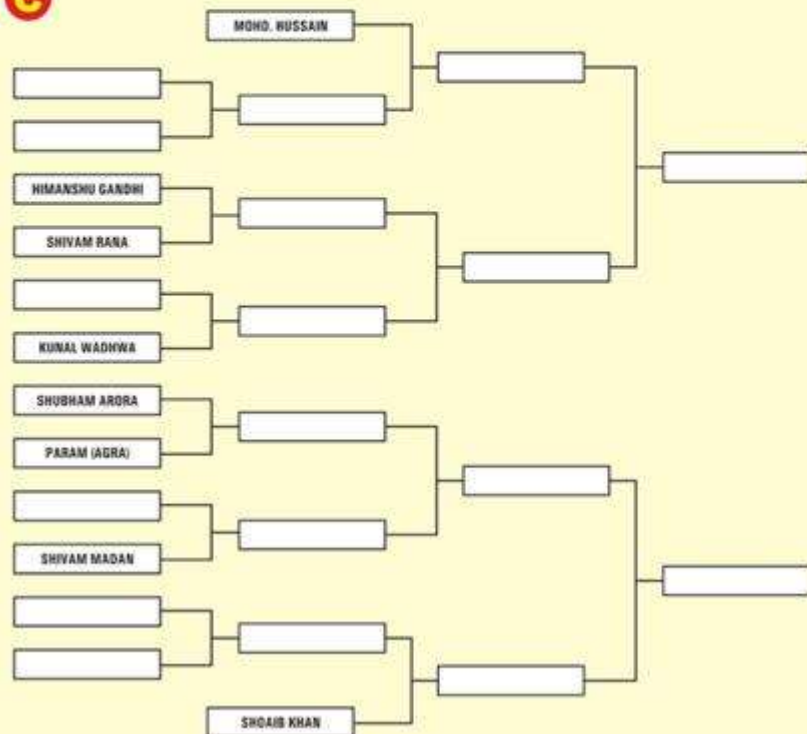 C
MOHD. HUSSAIN
HIMANSHU GANDHI
SHIVAM RANA
KUNAL WADHWA
SHUBHAM ARORA
PARAM (AGRA)
SHIVAM MADAN
SHOAIB KHAN